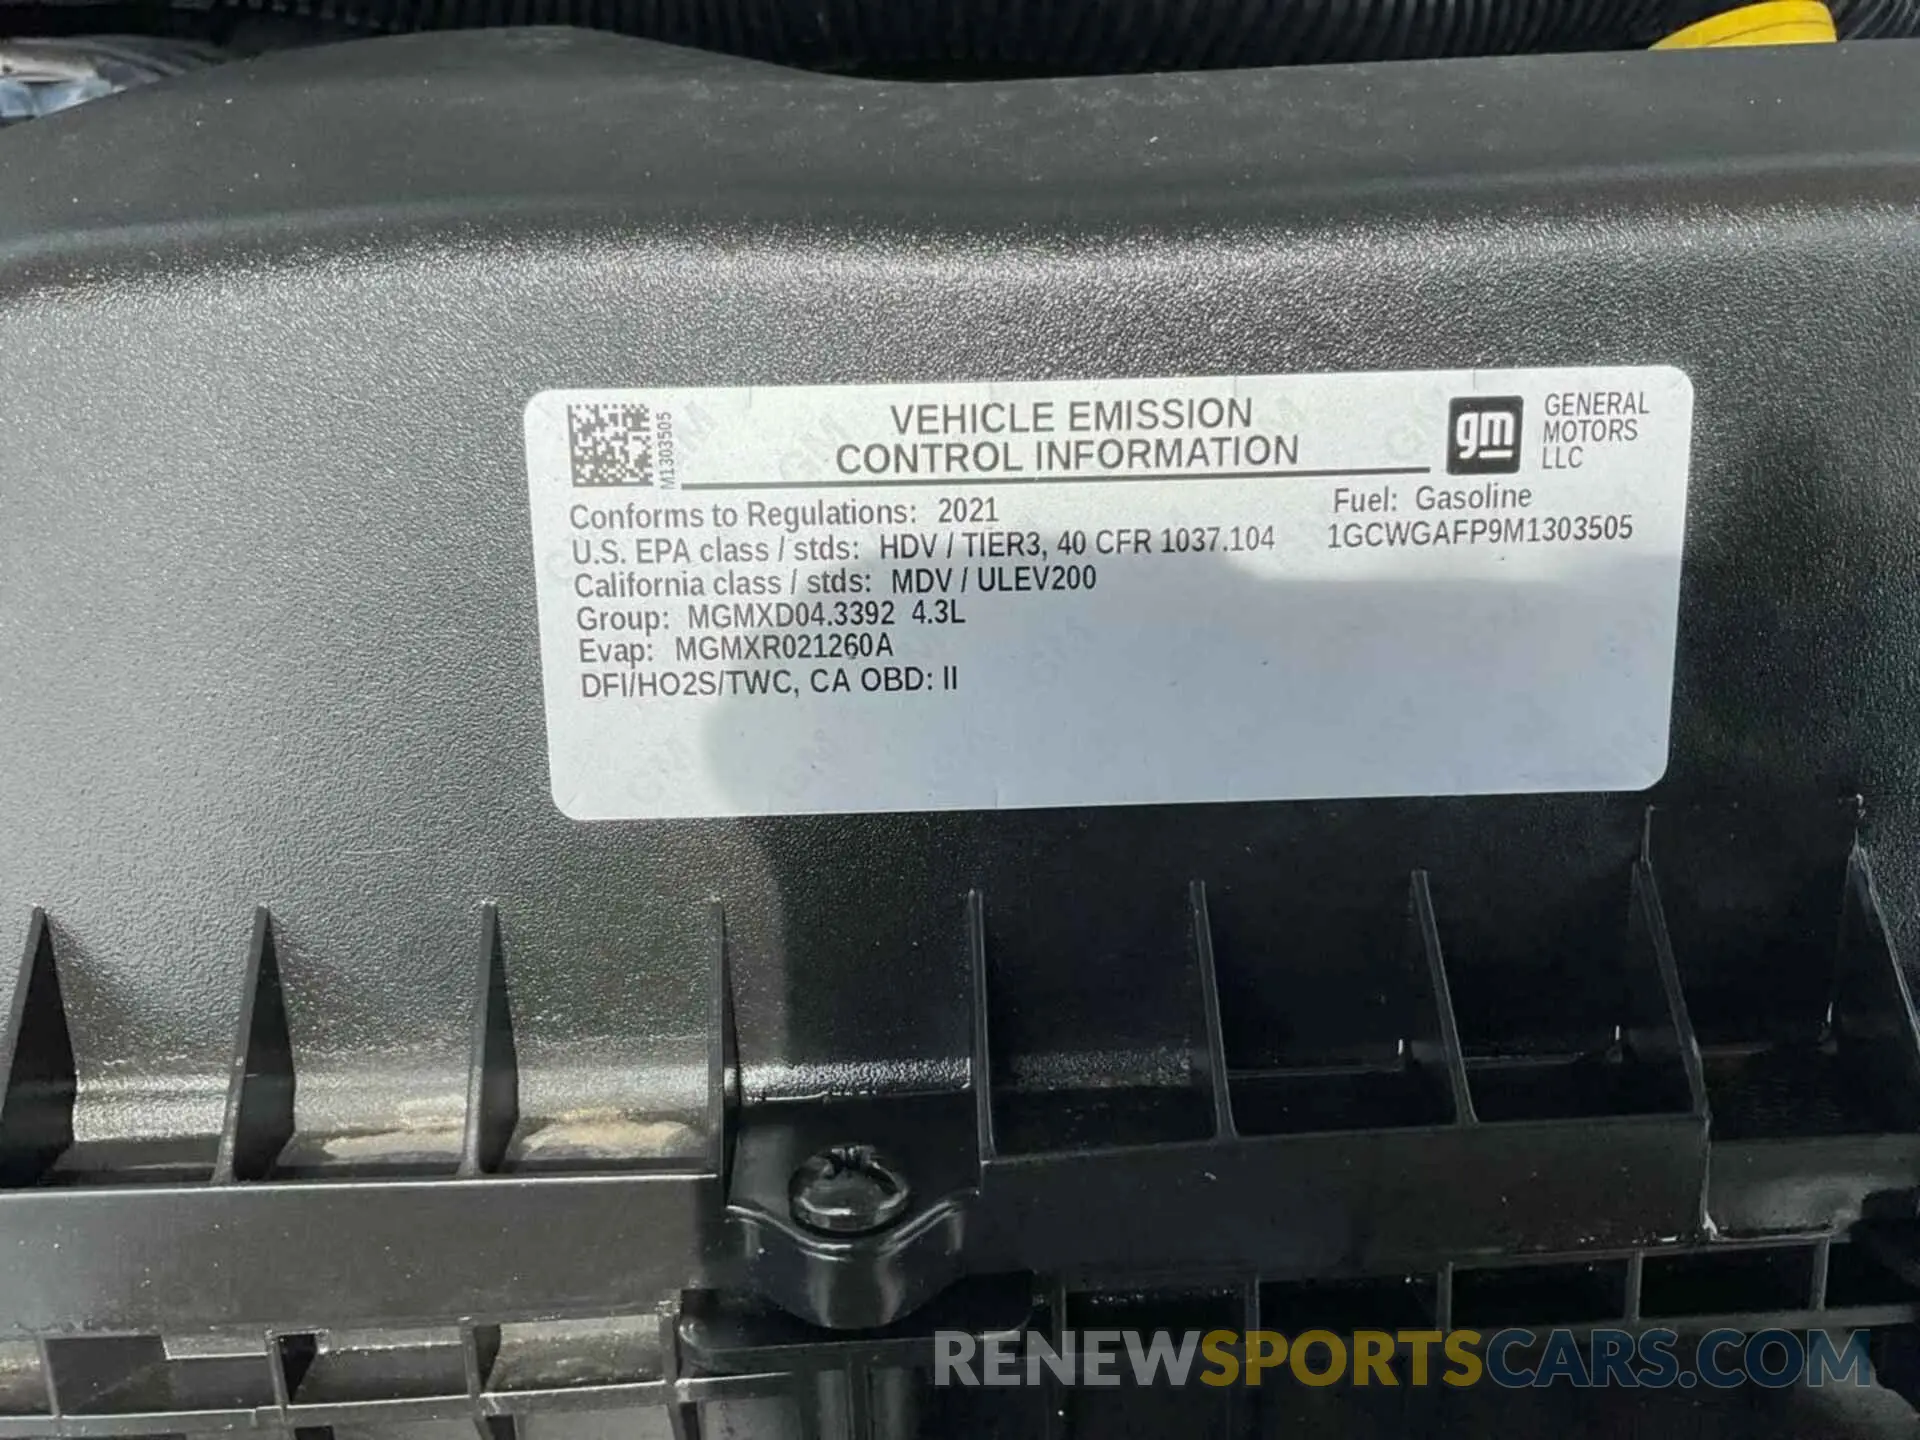 M1303505
VEHICLE EMISSION
CONTROL INFORMATION
gm
GENERAL
MOTORS
LLC
Conforms to Regulations: 2021
Fuel: Gasoline
U.S. EPA class / stds: HDV / TIER3, 40 CFR 1037.104
1GCWGAFP9M1303505
California class / stds: MDV / ULEV200
Group: MGMXD04.3392 4.3L
Evap: MGMXR021260A
DFI/HO2S/TWC, CA OBD: II
RENEWSPORTSCARS.COM